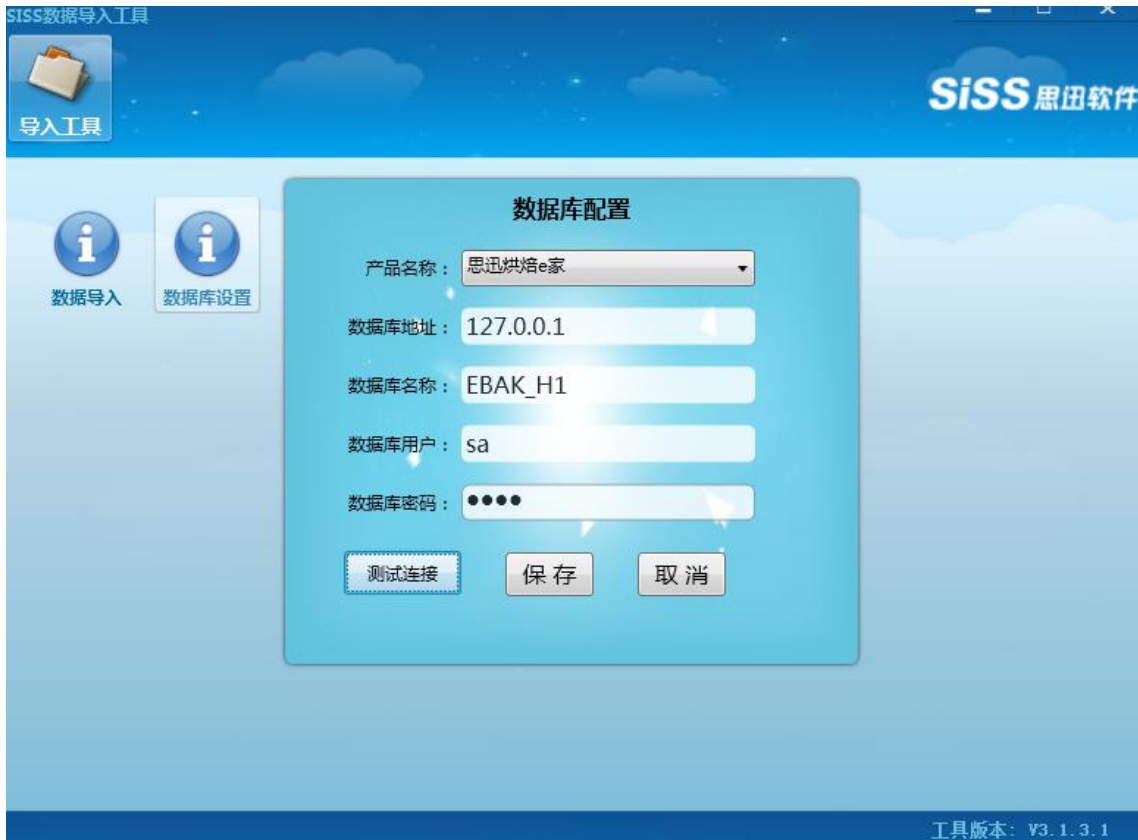 SISS数据导入工具
导入工具
SiSS 思迅软件
数据导入
数据库设置
数据库配置
产品名称：
思迅烘焙e家
数据库地址：
127.0.0.1
数据库名称：
EBAK_H1
数据库用户：
sa
数据库密码：
●●●●
测试连接
保存
取消
工具版本: V3.1.3.1